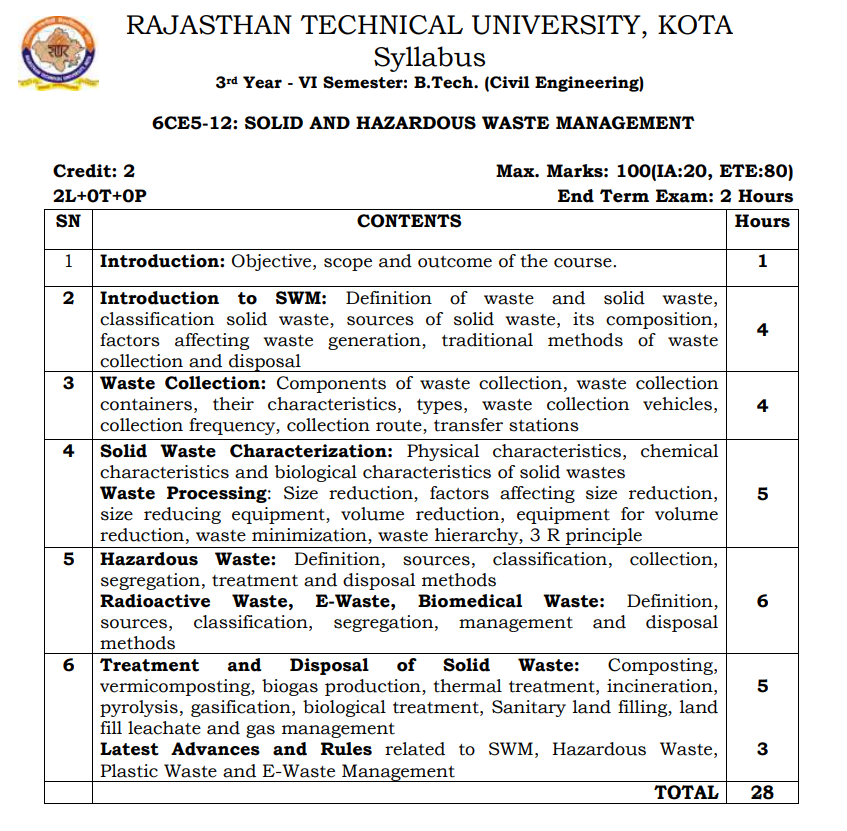 RAJASTHAN TECHNICAL UNIVERSITY, KOTA
Syllabus
3rd Year - VI Semester: B.Tech. (Civil Engineering)
6CE5-12: SOLID AND HAZARDOUS WASTE MANAGEMENT
Credit: 2 Max. Marks: 100(IA:20, ETE:80)
2L+0T+0P End Term Exam: 2 Hours
SN CONTENTS Hours
1 Introduction: Objective, scope and outcome of the course. 1
2 Introduction to SWM: Definition of waste and solid waste,
classification solid waste, sources of solid waste, its composition,
factors affecting waste generation, traditional methods of waste
collection and disposal
4
3 Waste Collection: Components of waste collection, waste collection
containers, their characteristics, types, waste collection vehicles,
collection frequency, collection route, transfer stations
4
4 Solid Waste Characterization: Physical characteristics, chemical
characteristics and biological characteristics of solid wastes
Waste Processing: Size reduction, factors affecting size reduction,
size reducing equipment, volume reduction, equipment for volume
reduction, waste minimization, waste hierarchy, 3 R principle
5
5 Hazardous Waste: Definition, sources, classification, collection,
segregation, treatment and disposal methods
Radioactive Waste, E-Waste, Biomedical Waste: Definition,
sources, classification, segregation, management and disposal
methods
6
6 Treatment and Disposal of Solid Waste: Composting,
vermicomposting, biogas production, thermal treatment, incineration,
pyrolysis, gasification, biological treatment, Sanitary land filling, land
fill leachate and gas management
5
Latest Advances and Rules related to SWM, Hazardous Waste,
Plastic Waste and E-Waste Management
3
TOTAL 28